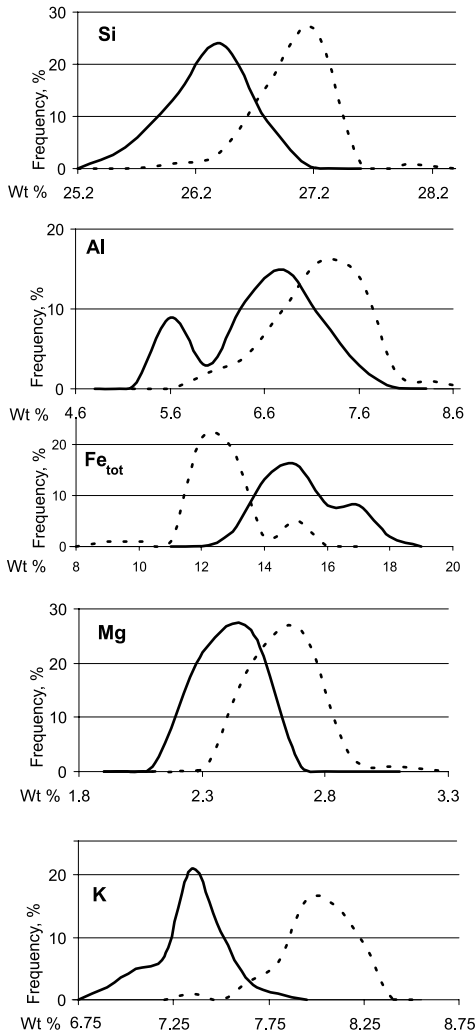 Si
Frequency, %
30
20
10
0
25.2 26.2 27.2 28.2
Wt %
Al
Frequency, %
20
10
0
4.6 5.6 6.6 7.6 8.6
Wt %
Fetot
Frequency, %
20
10
0
8 10 12 14 16 18 20
Wt %
Mg
Frequency, %
30
20
10
0
Wt % 1.8 2.3 2.8 3.3
K
Frequency, %
20
10
0
Wt % 6.75 7.25 7.75 8.25 8.75